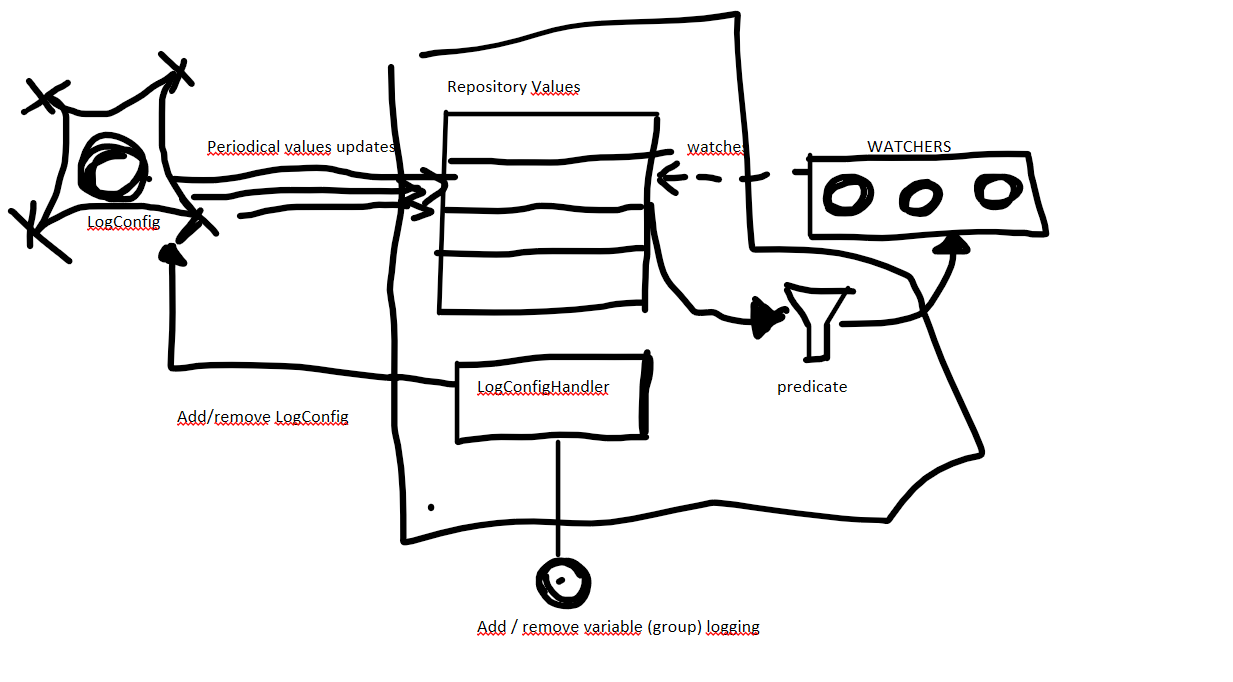 Repository Values
Periodical values updates
watches
WATCHERS
LogConfig
LogConfigHandler
predicate
Add/remove LogConfig
Add / remove variable (group) logging